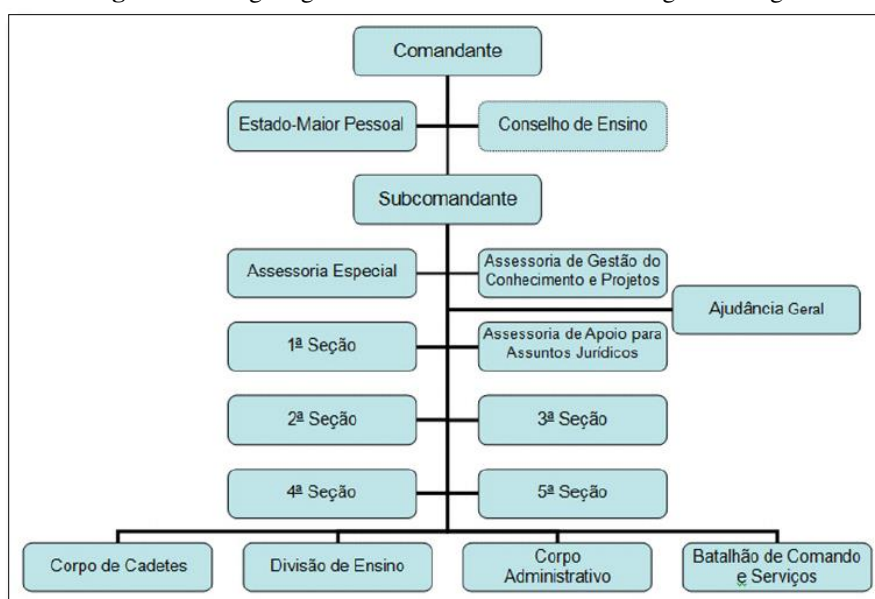 Comandante
Estado-Maior Pessoal
Conselho de Ensino
Subcomandante
Assessoria Especial
Assessoria de Gestão do
Conhecimento e Projetos
Ajudância Geral
1ª Seção
Assessoria de Apoio para
Assuntos Jurídicos
2ª Seção
3ª Seção
4ª Seção
5ª Seção
Corpo de Cadetes
Divisão de Ensino
Corpo
Administrativo
Batalhão de Comando
e Serviços